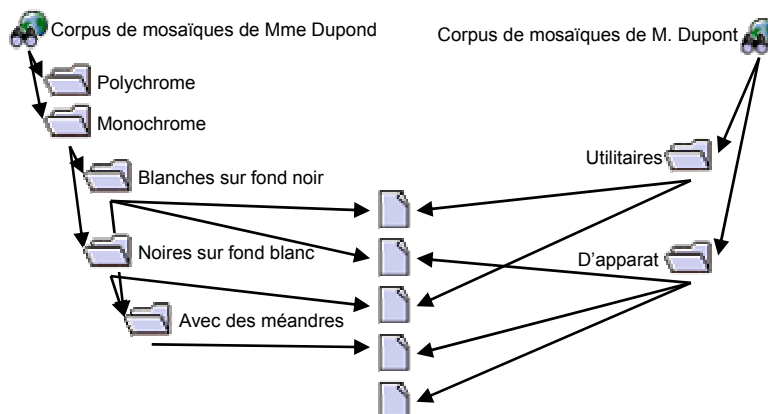 Corpus de mosaïques de Mme Dupond
Corpus de mosaïques de M. Dupont
Polychrome
Monochrome
Utilitaires
Blanches sur fond noir
Noires sur fond blanc
D’apparat
Avec des méandres